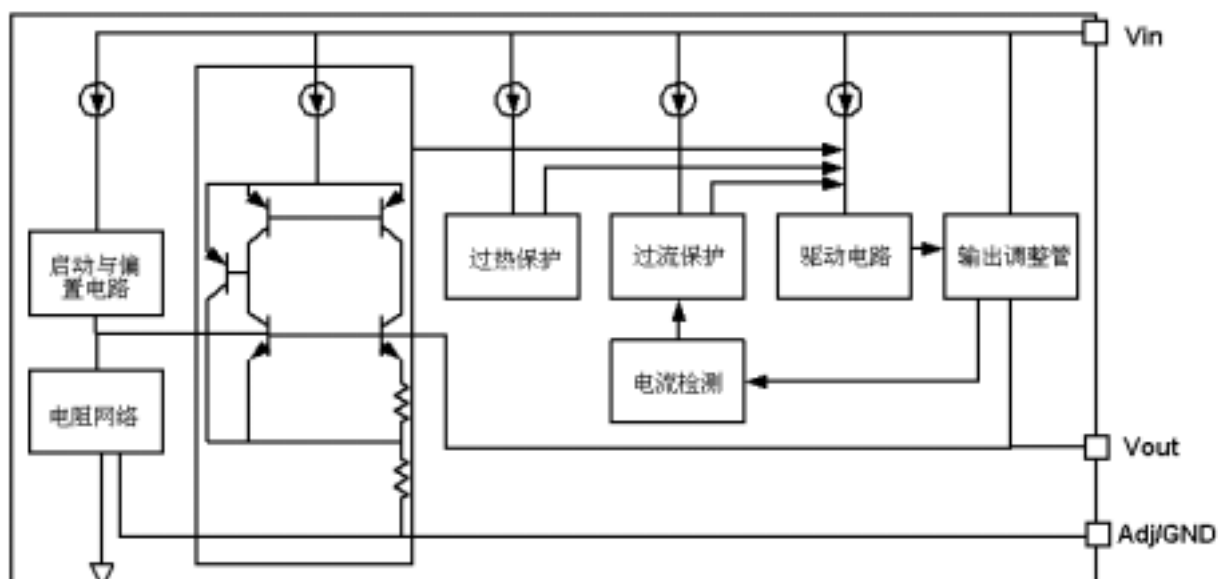 Vin
启动与偏
置电路
过热保护
过流保护
驱动电路
输出调整管
电流检测
电阻网络
Vout
Adj/GND